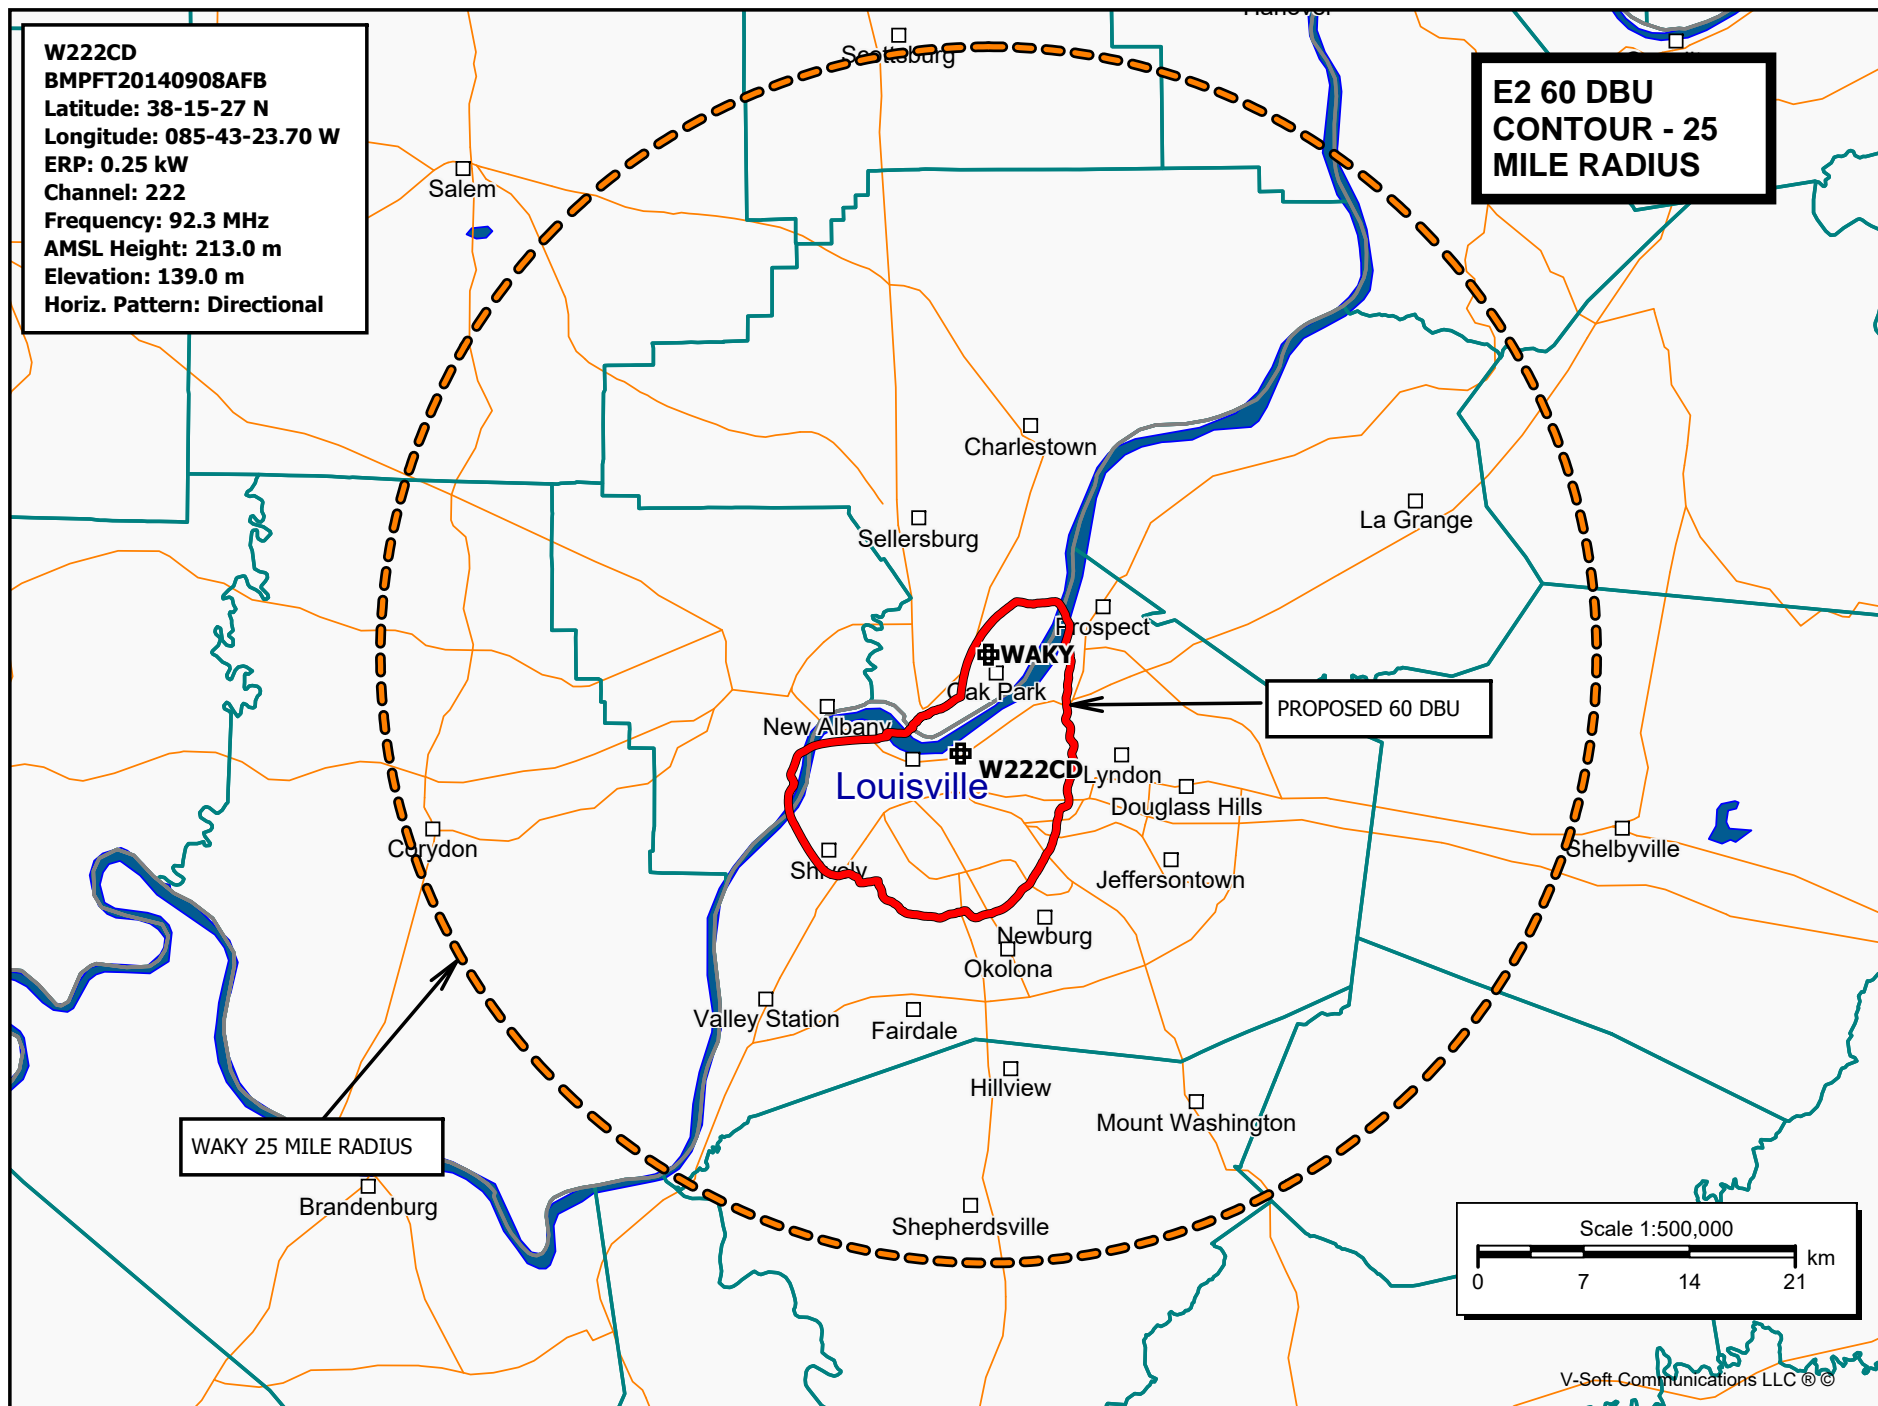 W222CD
BMPFT20140908AFB
Latitude: 38-15-27 N
Longitude: 085-43-23.70 W
ERP: 0.25 kW
Channel: 222
Frequency: 92.3 MHz
AMSL Height: 213.0 m
Elevation: 139.0 m
Horiz. Pattern: Directional
E2 60 DBU
CONTOUR - 25
MILE RADIUS
Hanover
Scottsburg
Salem
Charlestown
La Grange
Sellersburg
Prospect
WAKY
Oak Park
PROPOSED 60 DBU
New Albany
W222CD
Lyndon
Louisville
Douglass Hills
Corydon
Shelbyville
Shively
Jeffersontown
Newburg
Okolona
Valley Station
Fairdale
Hillview
Mount Washington
WAKY 25 MILE RADIUS
Brandenburg
Shepherdsville
Scale 1:500,000
km
0 7 14 21
V-Soft Communications LLC ® ©